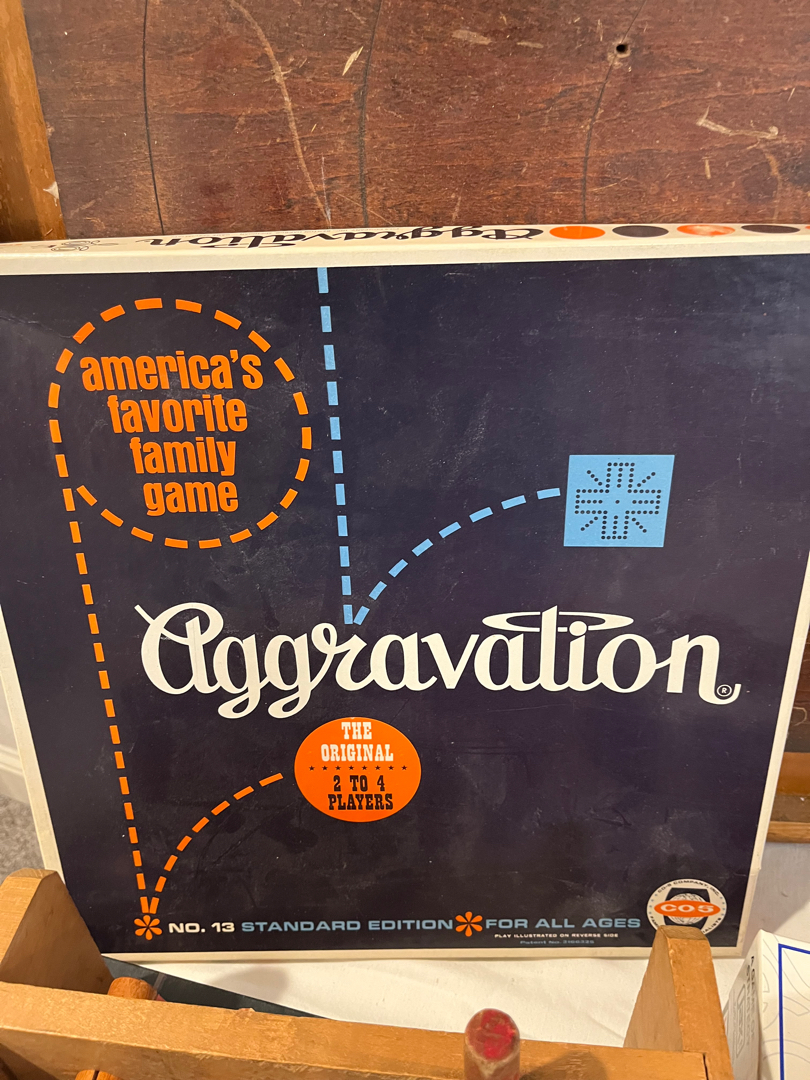 Aggravation
america's
favorite
family
game
Aggravation®
THE
ORIGINAL
2 TO 4
PLAYERS
NO. 13 STANDARD EDITION FOR ALL AGES
PLAY ILLUSTRATED ON REVERSE SIDE
CO5